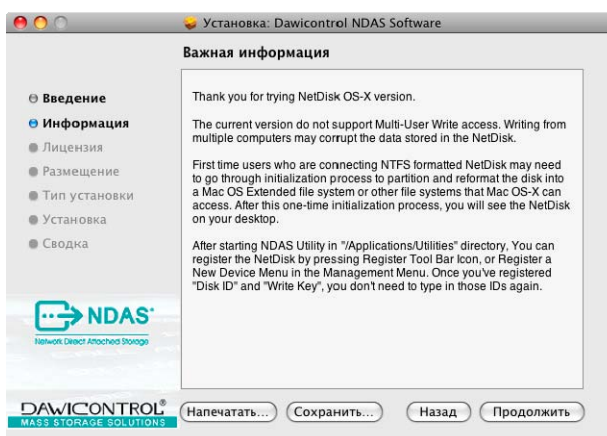 Установка: Dawicontrol NDAS Software
Важная информация
Введение
Информация
Лицензия
Размещение
Тип установки
Установка
Сводка
Thank you for trying NetDisk OS-X version.
The current version do not support Multi-User Write access. Writing from
multiple computers may corrupt the data stored in the NetDisk.
First time users who are connecting NTFS formatted NetDisk may need
to go through initialization process to partition and reformat the disk into
a Mac OS Extended file system or other file systems that Mac OS-X can
access. After this one-time initialization process, you will see the NetDisk
on your desktop.
After starting NDAS Utility in "/Applications/Utilities" directory, You can
register the NetDisk by pressing Register Tool Bar Icon, or Register a
New Device Menu in the Management Menu. Once you've registered
"Disk ID" and "Write Key", you don't need to type in those IDs again.
NDAS
Network Direct Attached Storage
DAWICONTROL®
MASS STORAGE SOLUTIONS
Напечатать...
Сохранить...
Назад
Продолжить